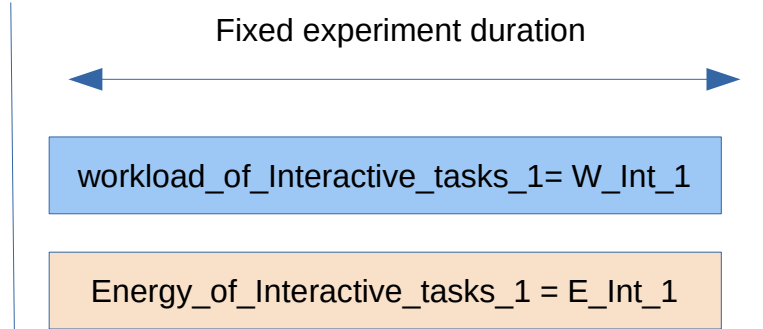 Fixed experiment duration
workload_of_Interactive_tasks_1= W_Int_1
Energy_of_Interactive_tasks_1 = E_Int_1